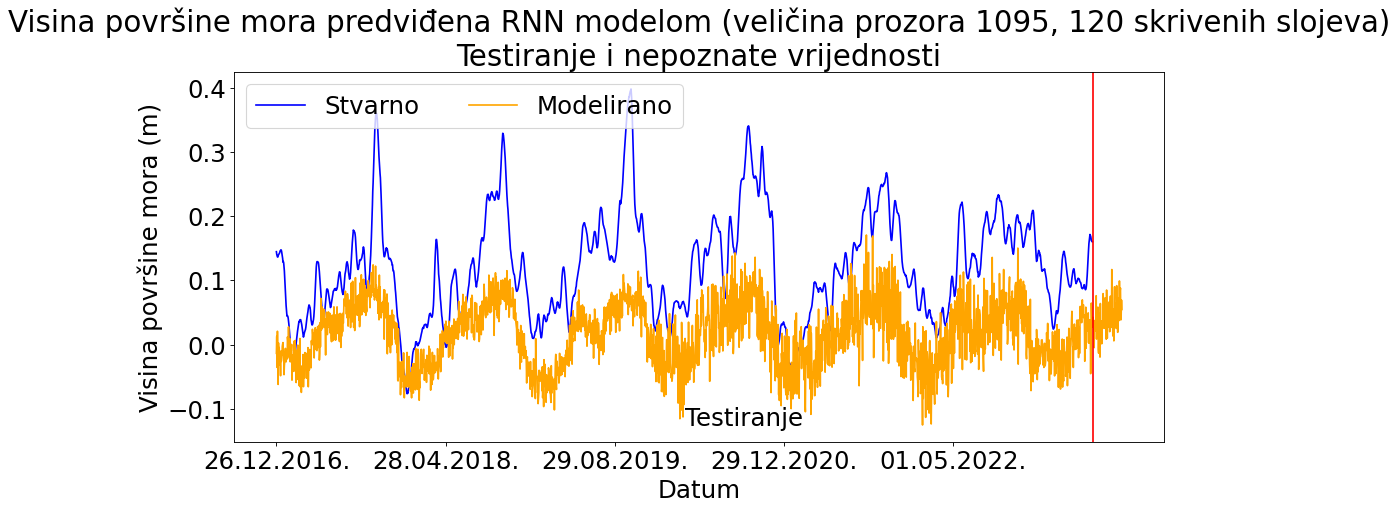 Visina površine mora predviđena RNN modelom (veličina prozora 1095, 120 skrivenih slojeva)
Testiranje i nepoznate vrijednosti
Stvarno
Modelirano
Visina površine mora (m)
0.4
0.3
0.2
0.1
0.0
−0.1
Testiranje
26.12.2016.
28.04.2018.
29.08.2019.
29.12.2020.
01.05.2022.
Datum